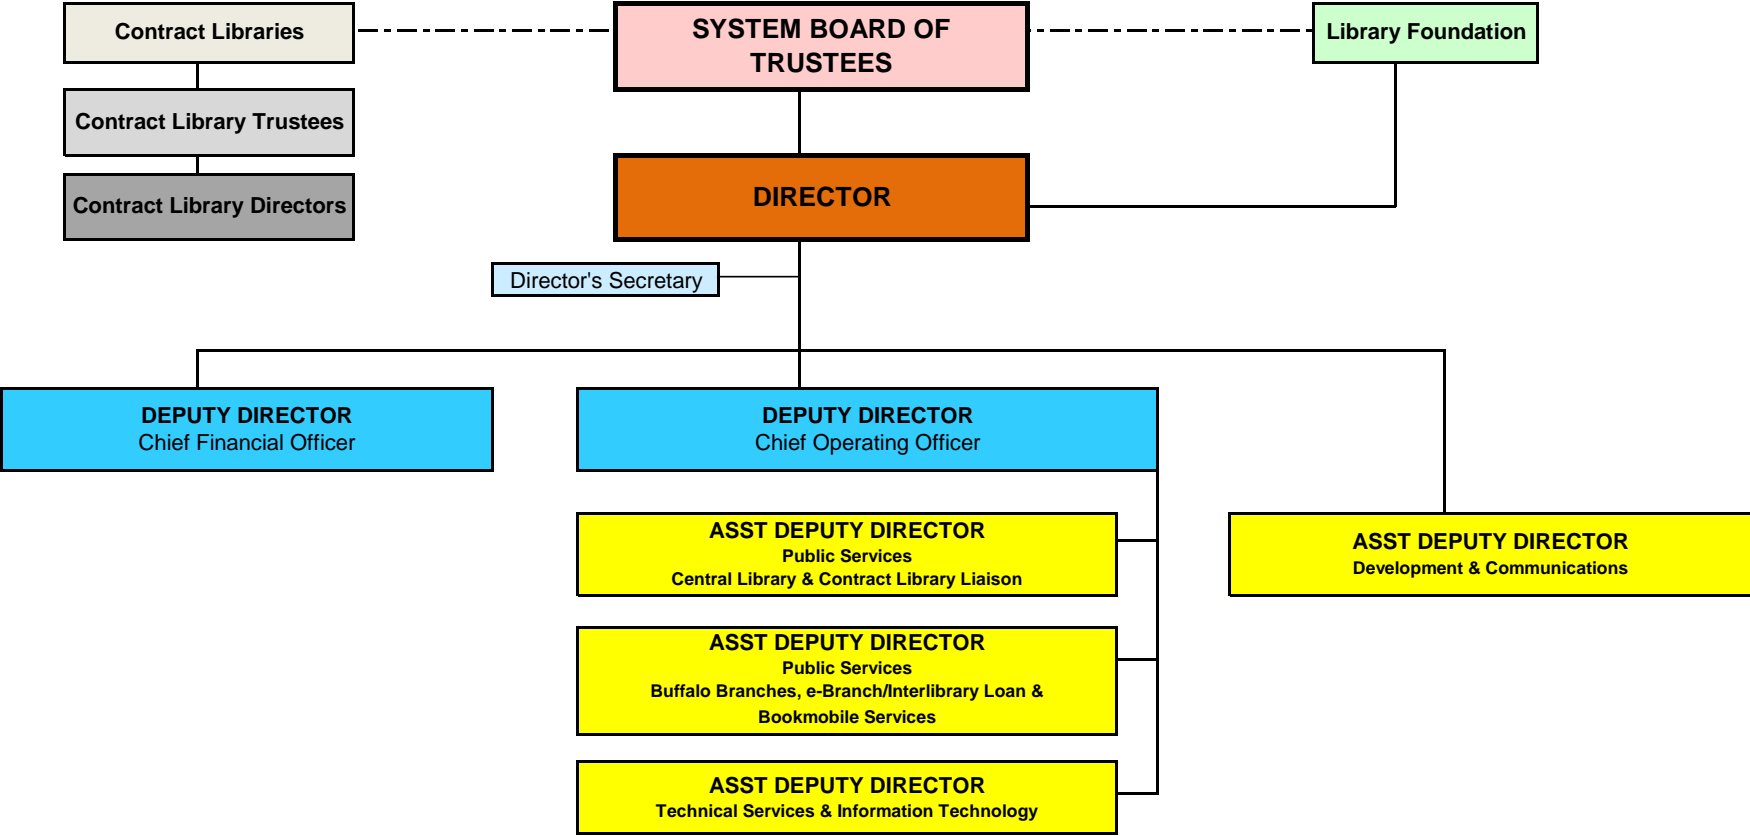 Contract Libraries
SYSTEM BOARD OF
TRUSTEES
Library Foundation
Contract Library Trustees
Contract Library Directors
DIRECTOR
Director's Secretary
DEPUTY DIRECTOR
Chief Financial Officer
DEPUTY DIRECTOR
Chief Operating Officer
ASST DEPUTY DIRECTOR
Public Services
Central Library & Contract Library Liaison
ASST DEPUTY DIRECTOR
Development & Communications
ASST DEPUTY DIRECTOR
Public Services
Buffalo Branches, e-Branch/Interlibrary Loan &
Bookmobile Services
ASST DEPUTY DIRECTOR
Technical Services & Information Technology